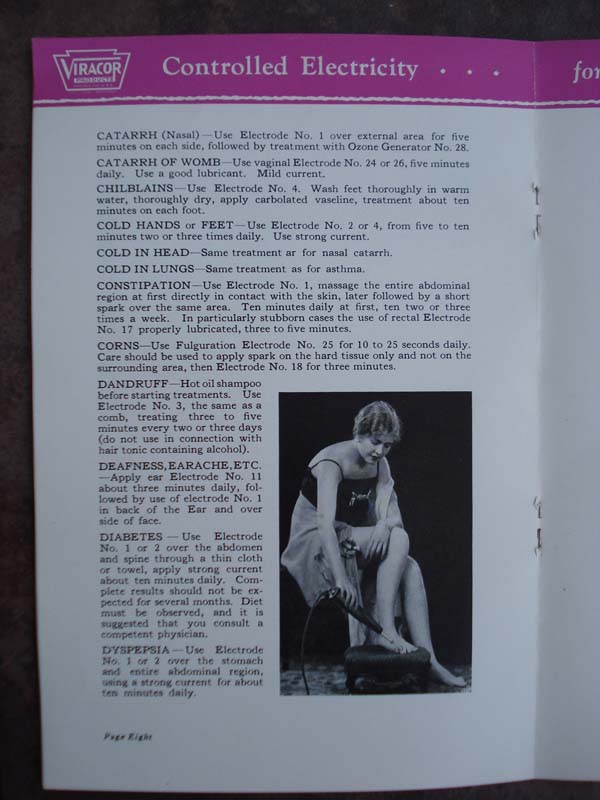 VIRACOR
PRODUCTS
Controlled Electricity . . .
for
CATARRH (Nasal)—Use Electrode No. 1 over external area for five
minutes on each side, followed by treatment with Ozone Generator No. 28.
CATARRH OF WOMB—Use vaginal Electrode No. 24 or 26, five minutes
daily. Use a good lubricant. Mild current.
CHILBLAINS—Use Electrode No. 4. Wash feet thoroughly in warm
water, thoroughly dry, apply carbolated vaseline, treatment about ten
minutes on each foot.
COLD HANDS or FEET—Use Electrode No. 2 or 4, from five to ten
minutes two or three times daily. Use strong current.
COLD IN HEAD—Same treatment ar for nasal catarrh.
COLD IN LUNGS—Same treatment as for asthma.
CONSTIPATION—Use Electrode No. 1, massage the entire abdominal
region at first directly in contact with the skin, later followed by a short
spark over the same area. Ten minutes daily at first, ten two or three
times a week. In particularly stubborn cases the use of rectal Electrode
No. 17 properly lubricated, three to five minutes.
CORNS—Use Fulguration Electrode No. 25 for 10 to 25 seconds daily.
Care should be used to apply spark on the hard tissue only and not on the
surrounding area, then Electrode No. 18 for three minutes.
DANDRUFF—Hot oil shampoo
before starting treatments. Use
Electrode No. 3, the same as a
comb, treating three to five
minutes every two or three days
(do not use in connection with
hair tonic containing alcohol).
DEAFNESS, EARACHE, ETC.
—Apply ear Electrode No. 11
about three minutes daily, fol-
lowed by use of electrode No. 1
in back of the Ear and over
side of face.
DIABETES — Use Electrode
No. 1 or 2 over the abdomen
and spine through a thin cloth
or towel, apply strong current
about ten minutes daily. Com-
plete results should not be ex-
pected for several months. Diet
must be observed, and it is
suggested that you consult a
competent physician.
DYSPEPSIA—Use Electrode
No. 1 or 2 over the stomach
and entire abdominal region,
using a strong current for about
ten minutes daily.
Page Eight